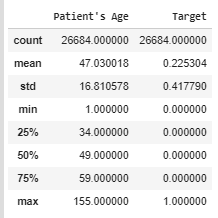 Patient's Age Target
count 26684.000000 26684.000000
mean 47.030018 0.225304
std 16.810578 0.417790
min 1.000000 0.000000
25% 34.000000 0.000000
50% 49.000000 0.000000
75% 59.000000 0.000000
max 155.000000 1.000000